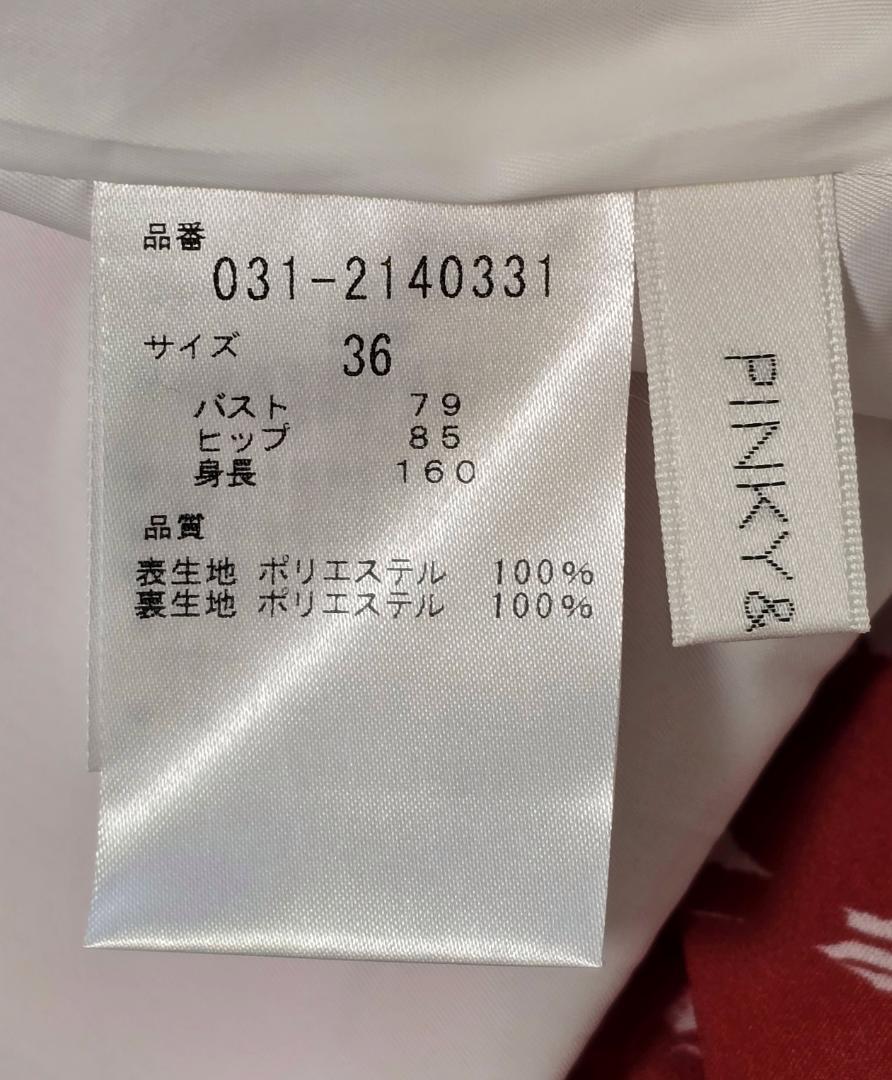 品番
031-2140331
サイズ 36
バスト 79
ヒップ 85
身長 160
品質
表生地 ポリエステル 100%
裏生地 ポリエステル 100%
PINKY &